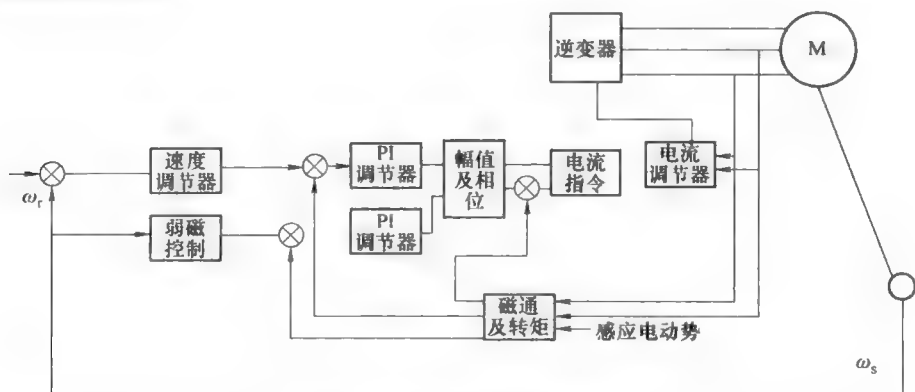 逆变器
M
速度
调节器
PI
调节器
幅值
及相
位
电流
指令
电流
调节器
ωr
弱磁
控制
PI
调节器
磁通
及转矩
感应电动势
ωs